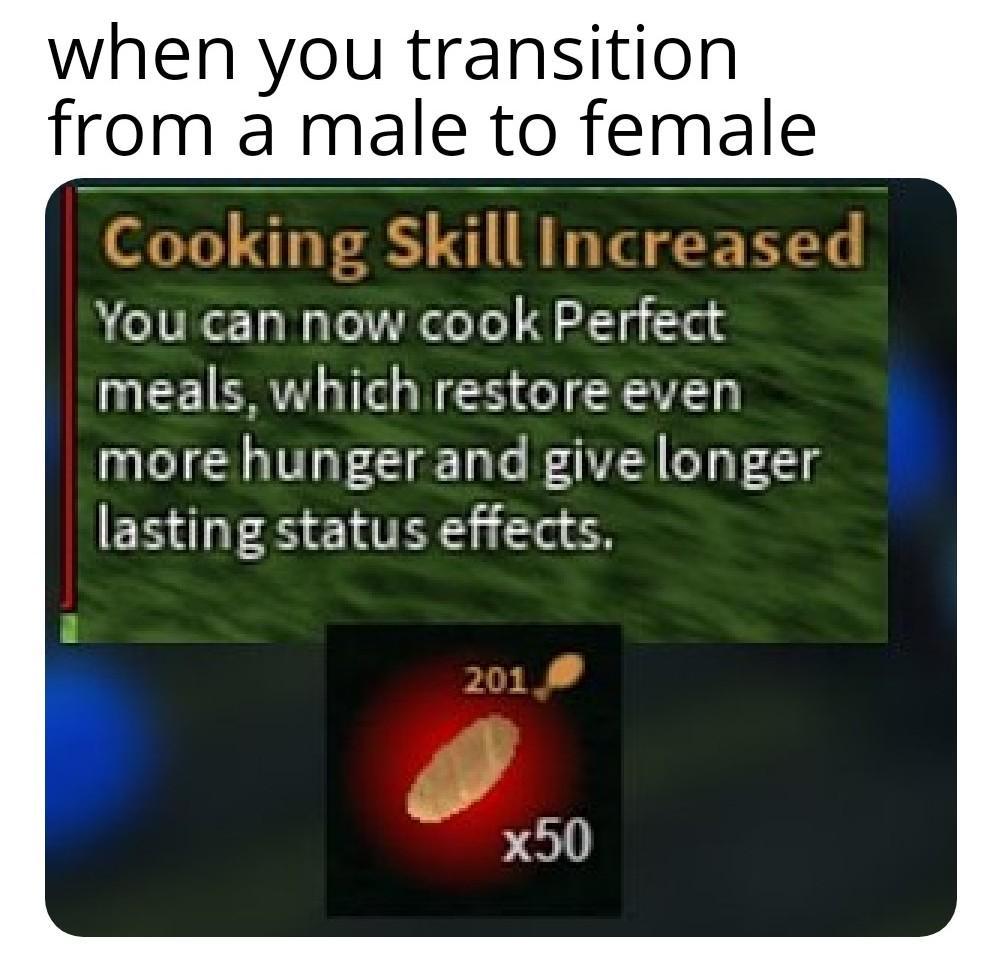 when you transition
from a male to female
Cooking Skill Increased
You can now cook Perfect
meals, which restore even
more hunger and give longer
lasting status effects.
201
x50